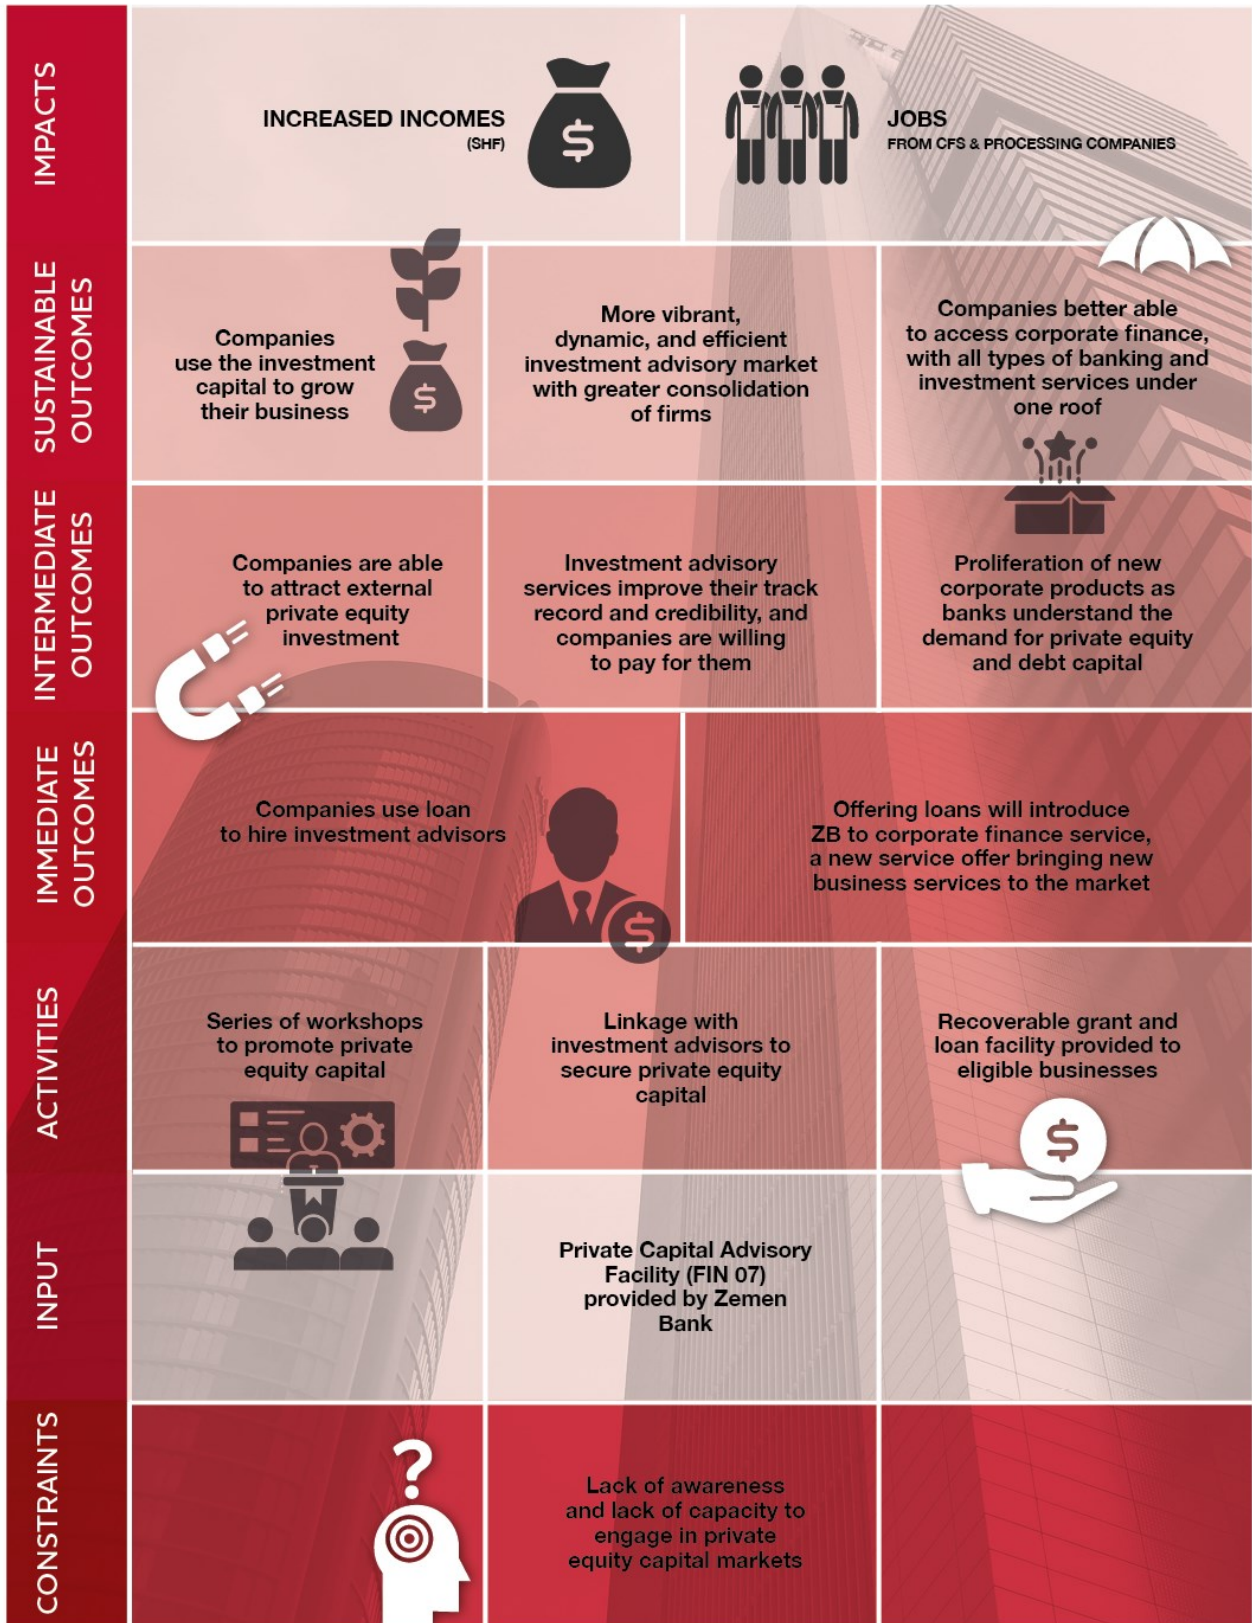 IMPACTS
INCREASED INCOMES
(SHF)
$
JOBS
FROM CFS & PROCESSING COMPANIES
SUSTAINABLE
OUTCOMES
Companies
use the investment
capital to grow
their business
$
More vibrant,
dynamic, and efficient
investment advisory market
with greater consolidation
of firms
Companies better able
to access corporate finance,
with all types of banking and
investment services under
one roof
INTERMEDIATE
OUTCOMES
Companies are able
to attract external
private equity
investment
Investment advisory
services improve their track
record and credibility, and
companies are willing
to pay for them
Proliferation of new
corporate products as
banks understand the
demand for private equity
and debt capital
IMMEDIATE
OUTCOMES
Companies use loan
to hire investment advisors
$
Offering loans will introduce
ZB to corporate finance service,
a new service offer bringing new
business services to the market
ACTIVITIES
Series of workshops
to promote private
equity capital
Linkage with
investment advisors to
secure private equity
capital
Recoverable grant and
loan facility provided to
eligible businesses
$
INPUT
Private Capital Advisory
Facility (FIN 07)
provided by Zemen
Bank
CONSTRAINTS
?
Lack of awareness
and lack of capacity to
engage in private
equity capital markets